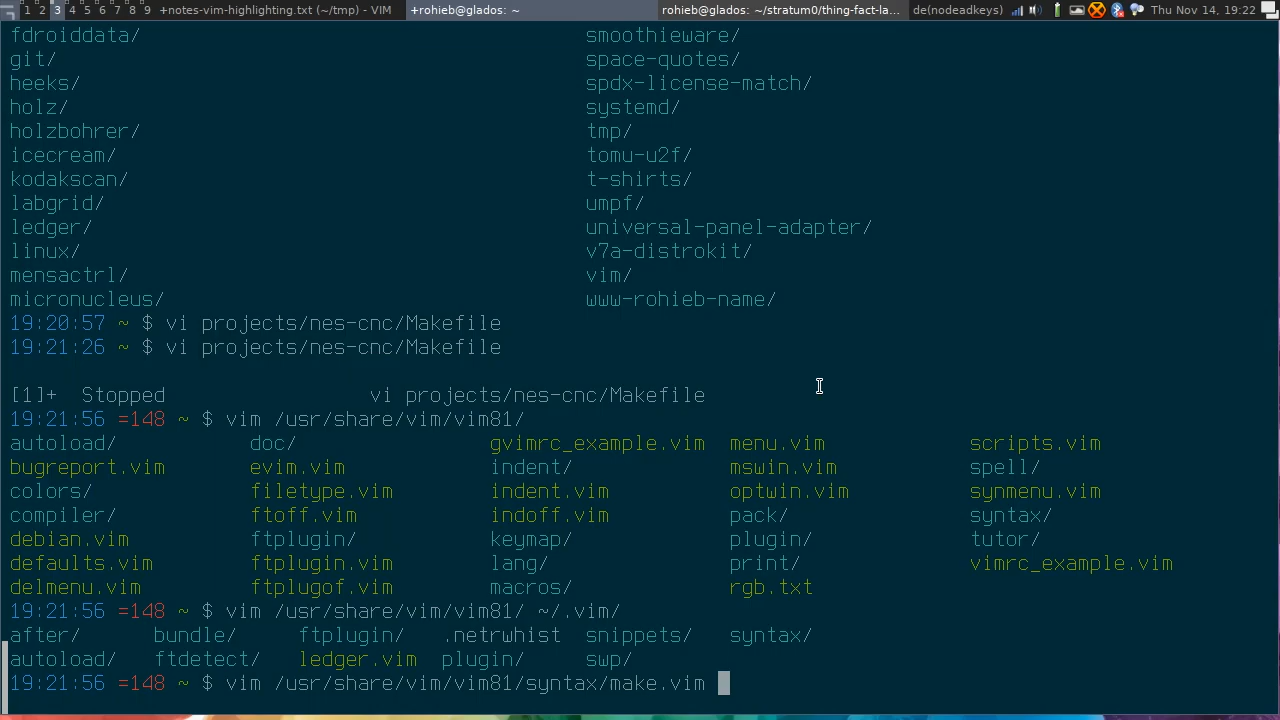 1 2 3 4 5 6 7 8 9 +notes-vim-highlighting.txt (~/tmp) - VIM +rohieb@glados: ~ rohieb@glados: ~/stratum0/thing-fact-la... de(nodeadkeys) Thu Nov 14, 19:22
fdroiddata/ smoothieware/
git/ space-quotes/
heeks/ spdx-license-match/
holz/ systemd/
holzbohrer/ tmp/
icecream/ tomu-u2f/
kodakscan/ t-shirts/
labgrid/ umpf/
ledger/ universal-panel-adapter/
linux/ v7a-distrokit/
mensactrl/ vim/
micronucleus/ www-rohieb-name/
19:20:57 ~ $ vi projects/nes-cnc/Makefile
19:21:26 ~ $ vi projects/nes-cnc/Makefile
[1]+  Stopped                 vi projects/nes-cnc/Makefile
19:21:56 =148 ~ $ vim /usr/share/vim/vim81/
autoload/ doc/ gvimrc_example.vim menu.vim scripts.vim
bugreport.vim evim.vim indent/ mswin.vim spell/
colors/ filetype.vim indent.vim optwin.vim synmenu.vim
compiler/ ftoff.vim indoff.vim pack/ syntax/
debian.vim ftplugin/ keymap/ plugin/ tutor/
defaults.vim ftplugin.vim lang/ print/ vimrc_example.vim
delmenu.vim ftplugof.vim macros/ rgb.txt
19:21:56 =148 ~ $ vim /usr/share/vim/vim81/ ~/.vim/
after/ bundle/ ftplugin/ .netrwhist snippets/ syntax/
autoload/ ftdetect/ ledger.vim plugin/ swp/
19:21:56 =148 ~ $ vim /usr/share/vim/vim81/syntax/make.vim